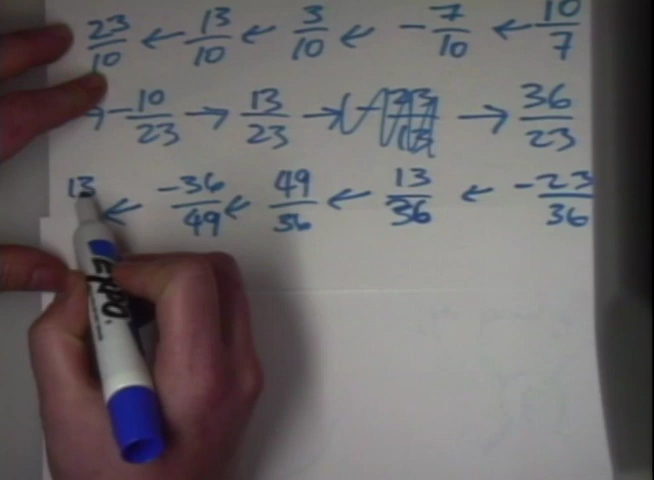 23/10 ← 13/10 ← 3/10 ← -7/10 ← 10/7
→ -10/23 → 13/23 → → 36/23
13 ← -36/49 ← 49/36 ← 13/36 ← -23/36
EXPO